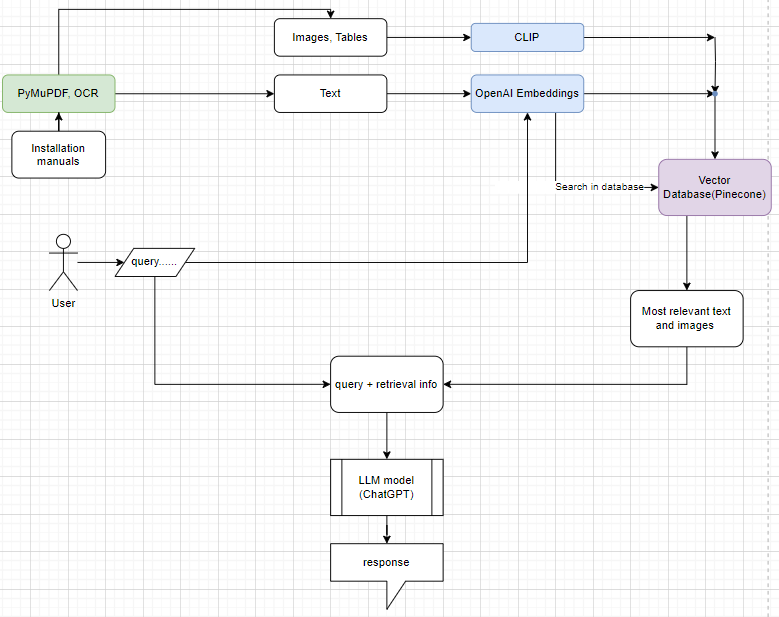 Images, Tables
CLIP
PyMuPDF, OCR
Text
OpenAI Embeddings
Installation
manuals
Search in database
Vector
Database(Pinecone)
query......
User
Most relevant text
and images
query + retrieval info
LLM model
(ChatGPT)
response